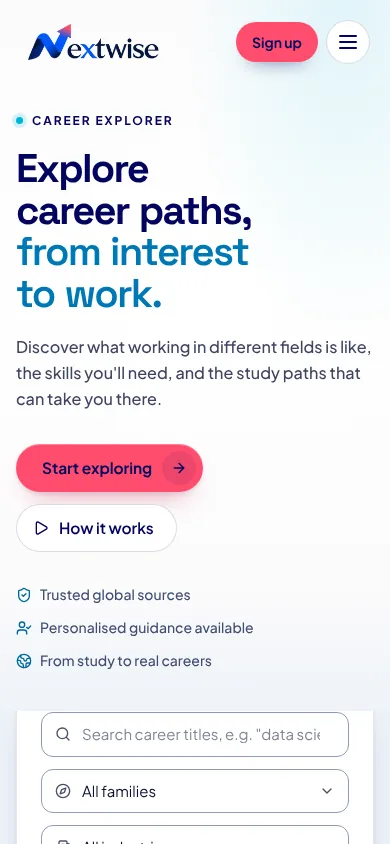 Nextwise
Sign up
CAREER EXPLORER
Explore
career paths,
from interest
to work.
Discover what working in different fields is like,
the skills you'll need, and the study paths that
can take you there.
Start exploring
How it works
Trusted global sources
Personalised guidance available
From study to real careers
Search career titles, e.g. "data scie
All families